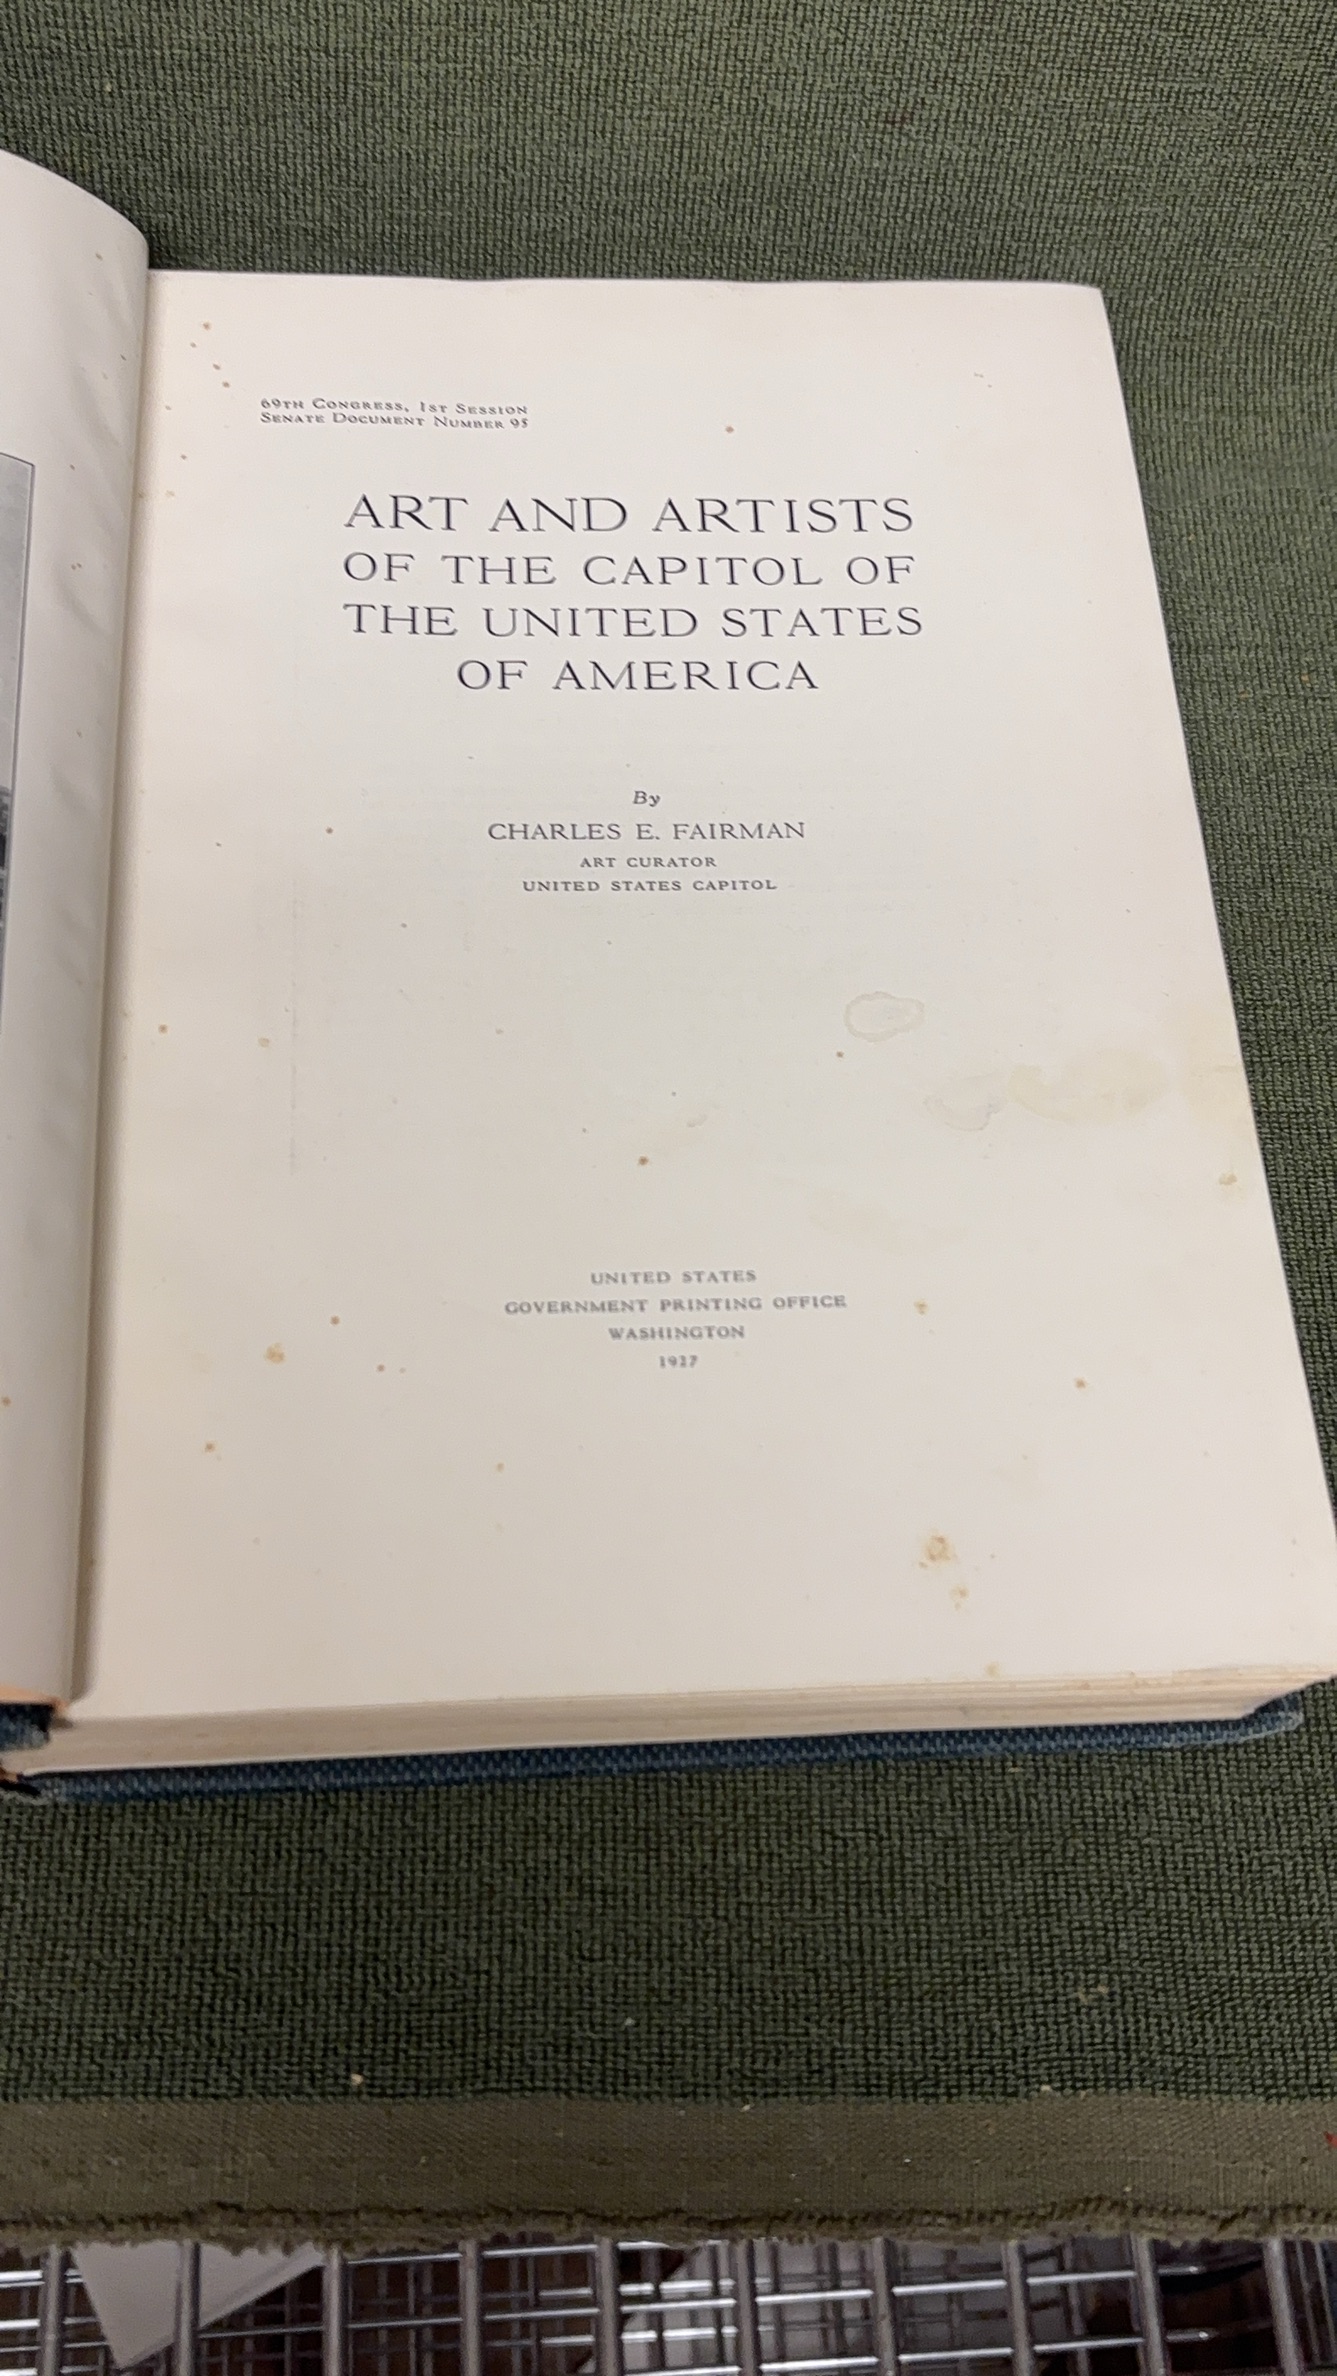 69TH CONGRESS, 1ST SESSION
SENATE DOCUMENT NUMBER 95
ART AND ARTISTS
OF THE CAPITOL OF
THE UNITED STATES
OF AMERICA
By
CHARLES E. FAIRMAN
ART CURATOR
UNITED STATES CAPITOL
UNITED STATES
GOVERNMENT PRINTING OFFICE
WASHINGTON
1927